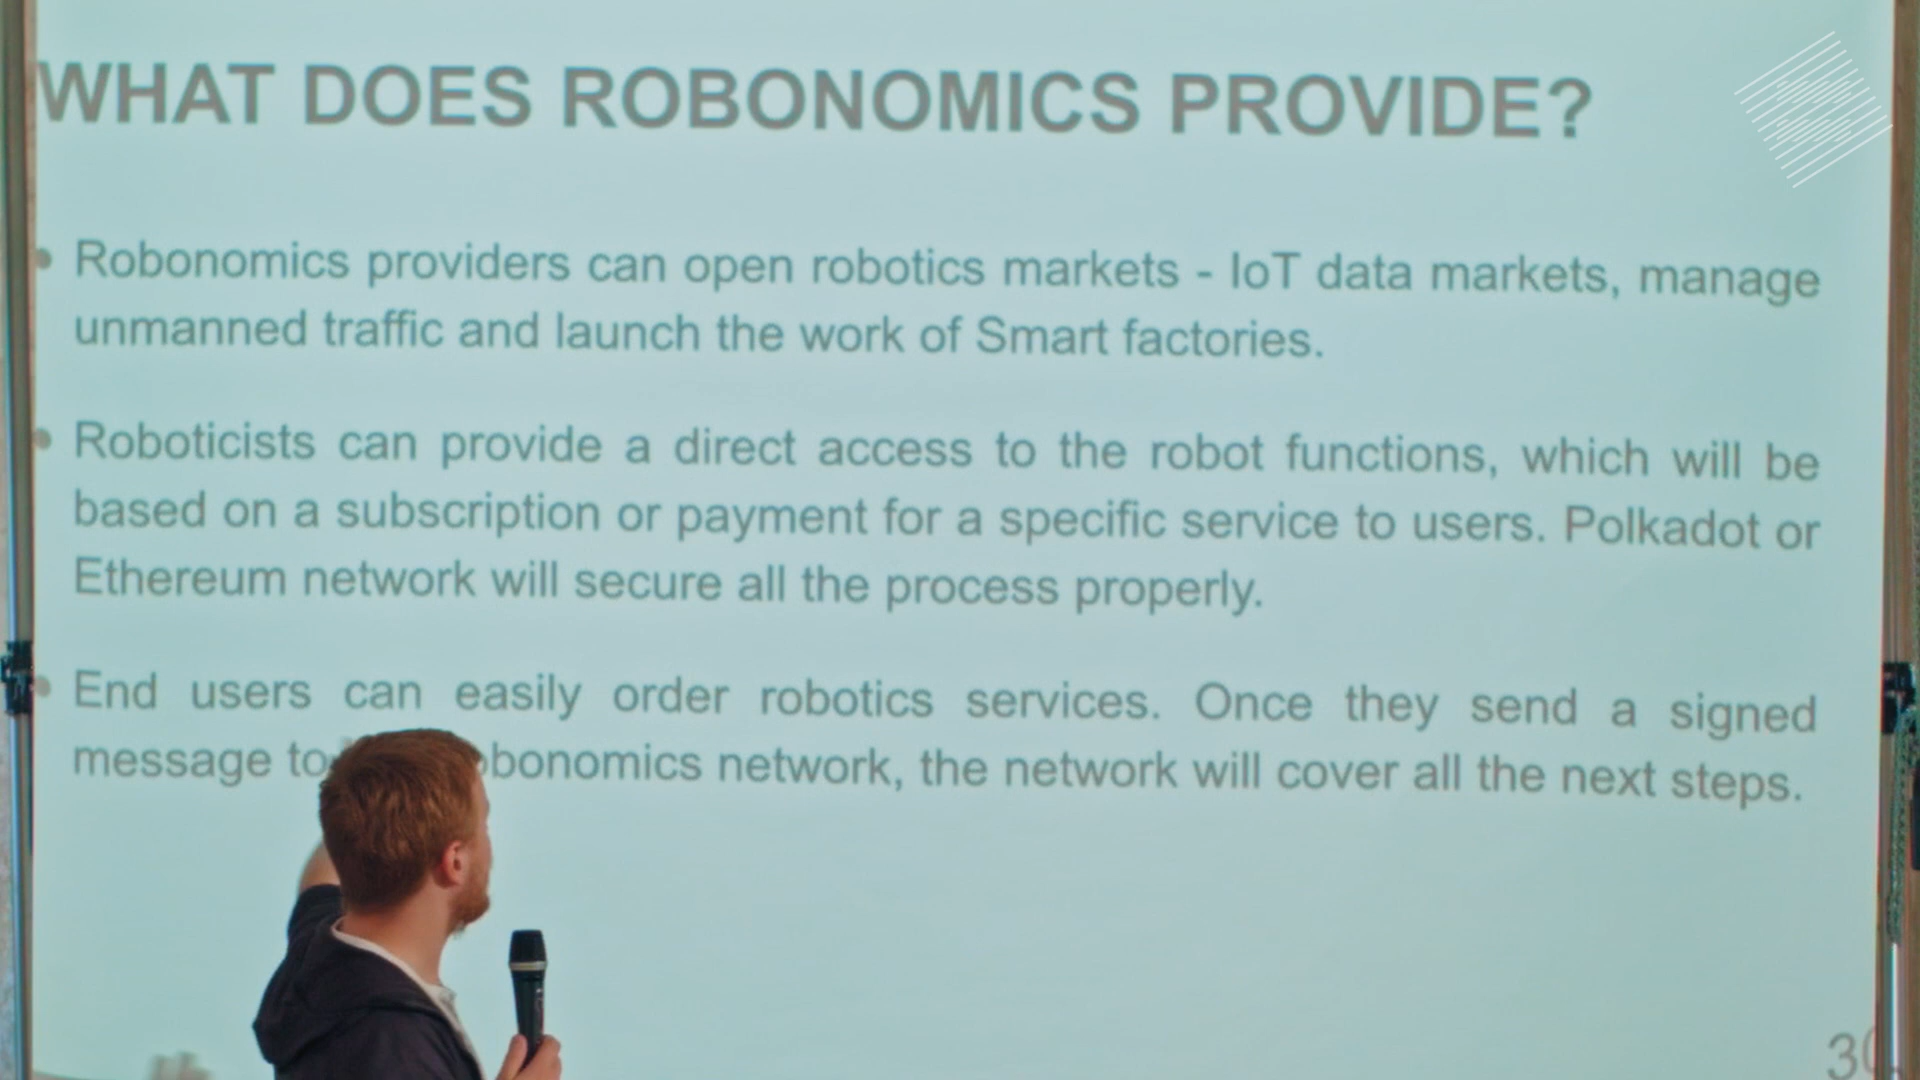 WHAT DOES ROBONOMICS PROVIDE?
• Robonomics providers can open robotics markets - IoT data markets, manage
unmanned traffic and launch the work of Smart factories.
• Roboticists can provide a direct access to the robot functions, which will be
based on a subscription or payment for a specific service to users. Polkadot or
Ethereum network will secure all the process properly.
• End users can easily order robotics services. Once they send a signed
message to bonomics network, the network will cover all the next steps.